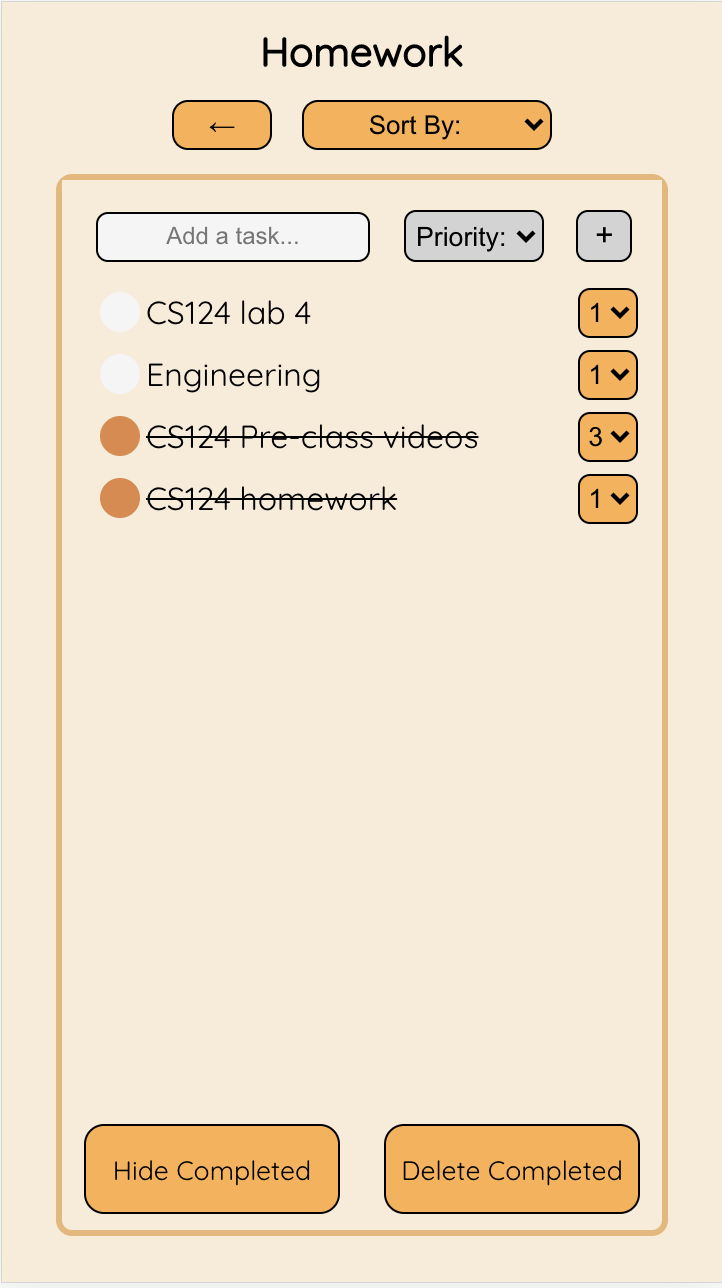 Homework
← Sort By:
Add a task... Priority: +
CS124 lab 4 1
Engineering 1
CS124 Pre-class videos 3
CS124 homework 1
Hide Completed Delete Completed